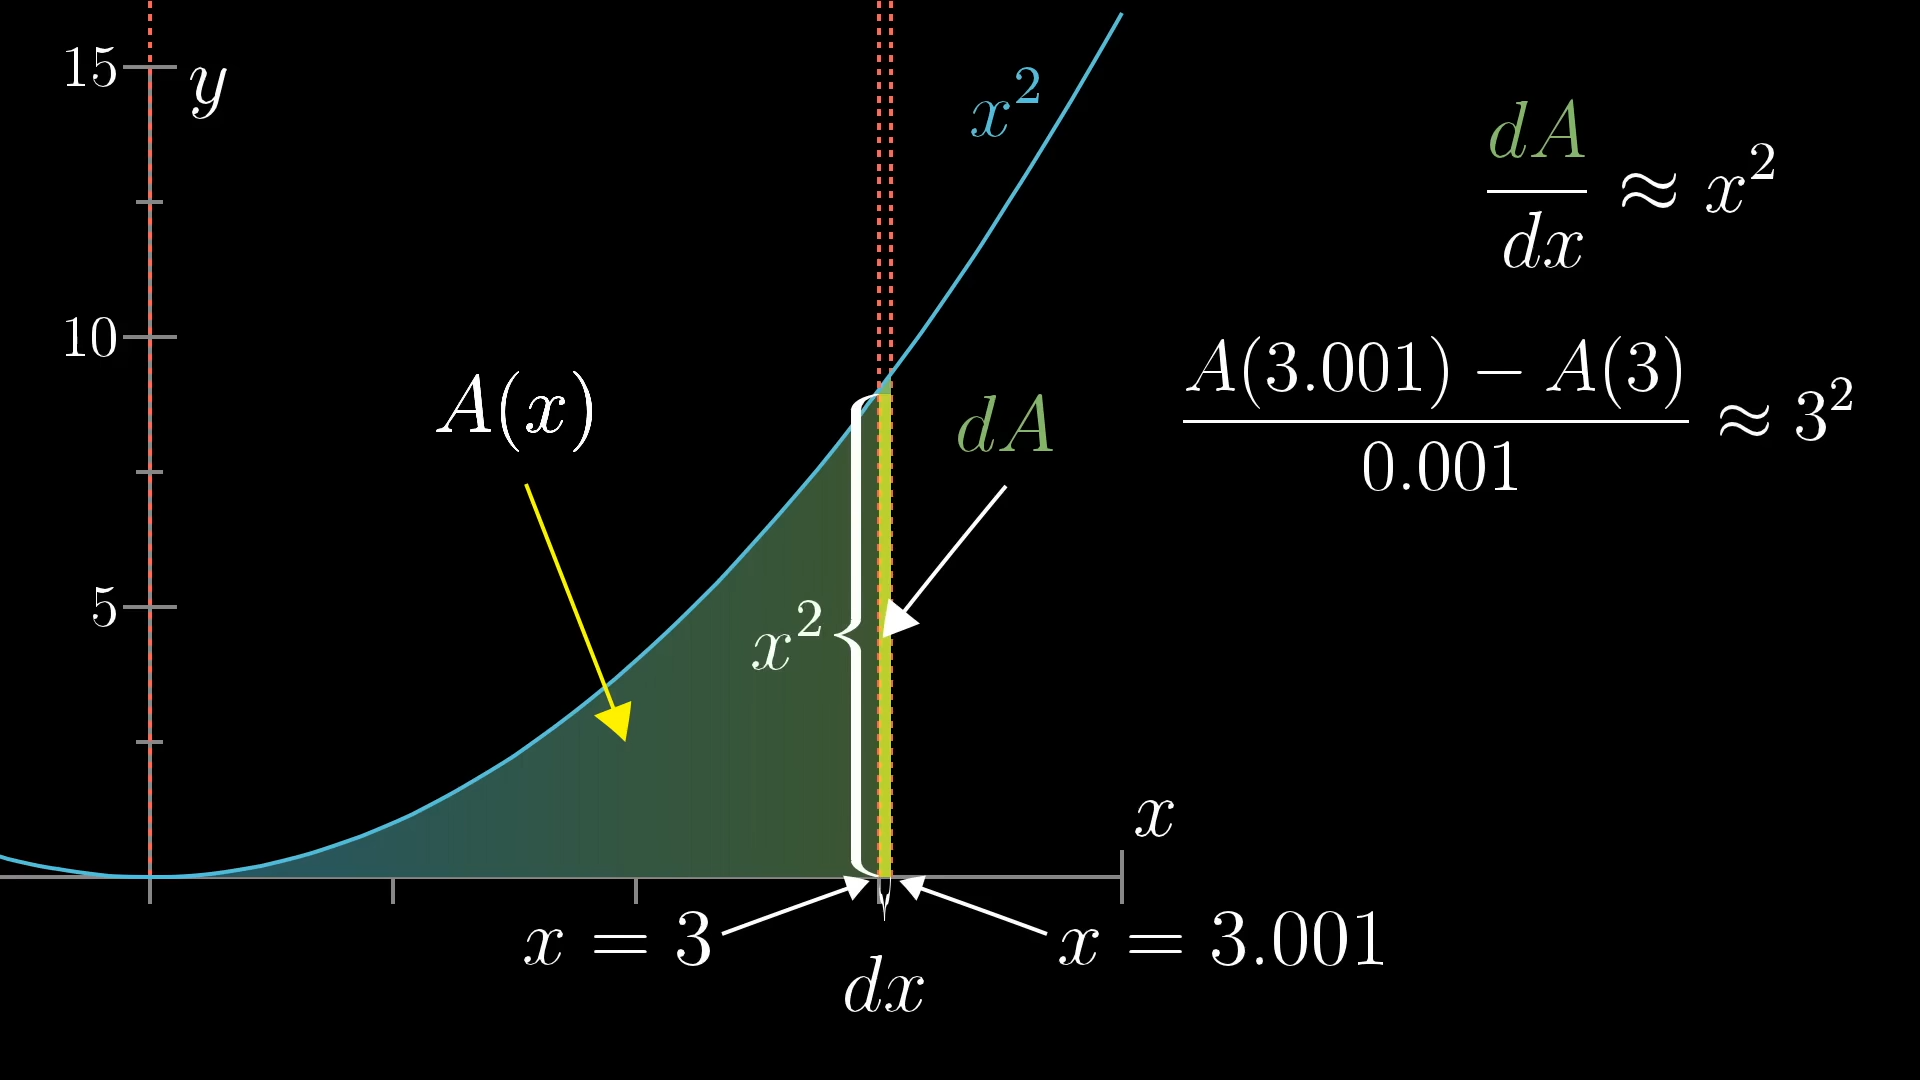 15
y
x²
dA
dx
≈ x²
10
A(x)
dA
A(3.001) − A(3)
0.001
≈ 3²
5
x²
x
x = 3
dx
x = 3.001